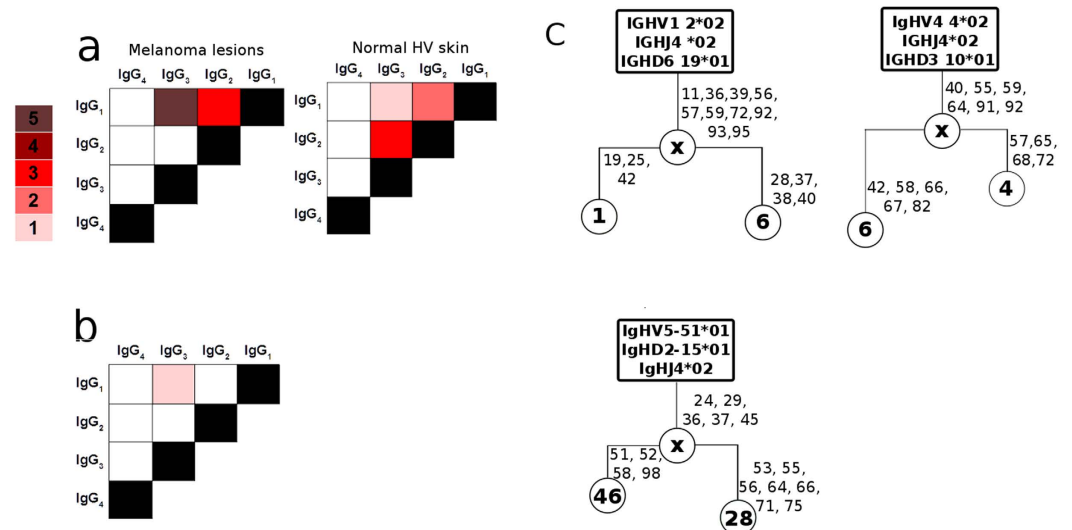 a
Melanoma lesions
IgG₄ IgG₃ IgG₂ IgG₁
IgG₁
IgG₂
IgG₃
IgG₄
Normal HV skin
IgG₄ IgG₃ IgG₂ IgG₁
IgG₁
IgG₂
IgG₃
IgG₄
5
4
3
2
1
b
IgG₄ IgG₃ IgG₂ IgG₁
IgG₁
IgG₂
IgG₃
IgG₄
C
IGHV1 2*02
IGHJ4 *02
IGHD6 19*01
11,36,39,56,
57,59,72,92,
93,95
x
19,25,
42
1
28,37,
38,40
6
IgHV4 4*02
IGHJ4*02
IGHD3 10*01
40, 55, 59,
64, 91, 92
x
42, 58, 66,
67, 82
6
57,65,
68,72
4
IgHV5-51*01
IgHD2-15*01
IgHJ4*02
24, 29,
36, 37, 45
x
51, 52,
58, 98
46
53, 55,
56, 64, 66,
71, 75
28